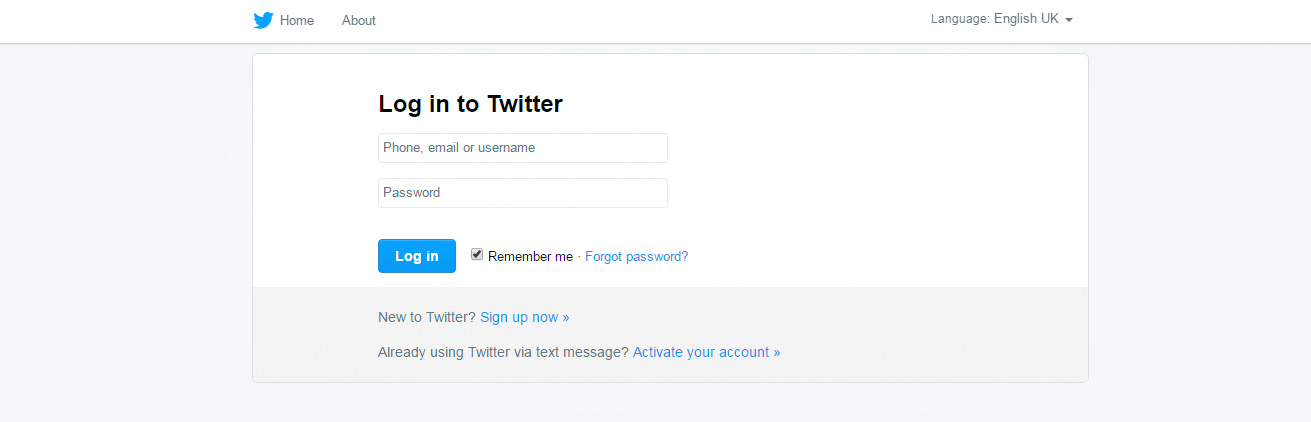 Home About Language: English UK
Log in to Twitter
Phone, email or username
Password
Log in Remember me · Forgot password?
New to Twitter? Sign up now »
Already using Twitter via text message? Activate your account »